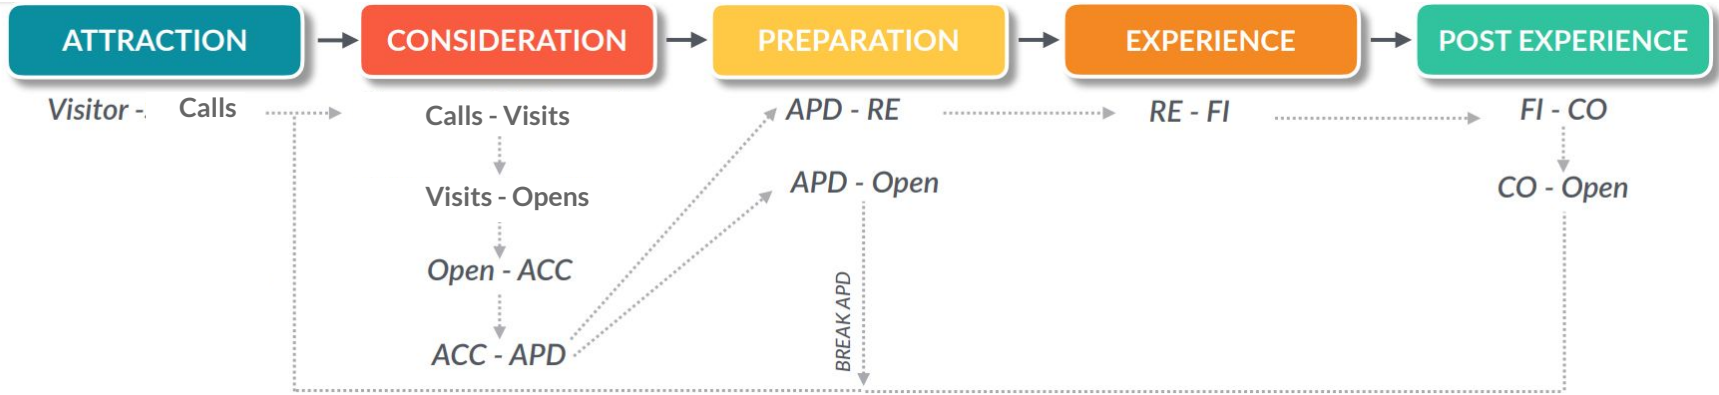 ATTRACTION
CONSIDERATION
PREPARATION
EXPERIENCE
POST EXPERIENCE
Visitor - Calls
Calls - Visits
Visits - Opens
Open - ACC
ACC - APD
APD - RE
APD - Open
BREAK APD
RE - FI
FI - CO
CO - Open